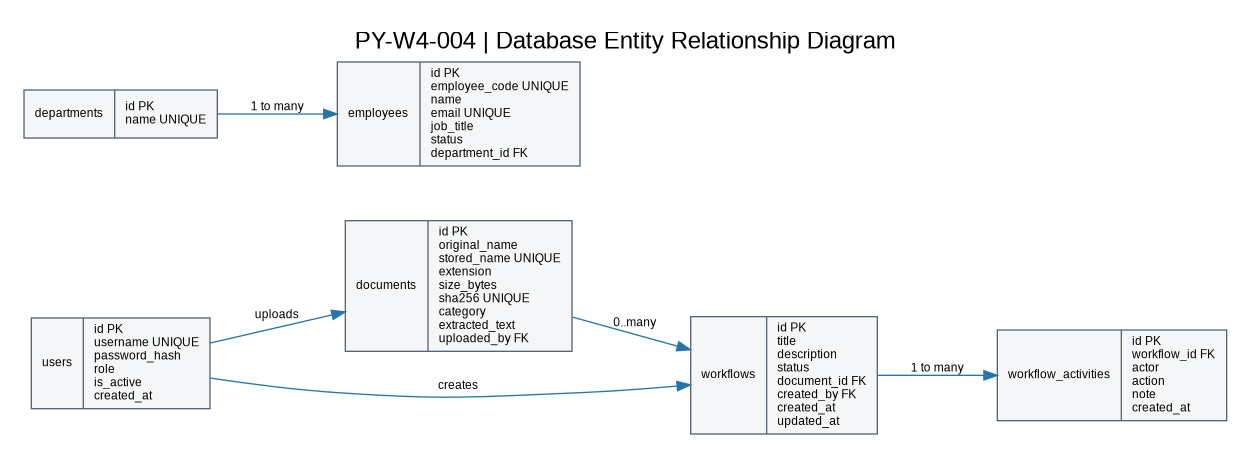 PY-W4-004 | Database Entity Relationship Diagram
departments
id PK
name UNIQUE
1 to many
employees
id PK
employee_code UNIQUE
name
email UNIQUE
job_title
status
department_id FK
users
id PK
username UNIQUE
password_hash
role
is_active
created_at
uploads
creates
documents
id PK
original_name
stored_name UNIQUE
extension
size_bytes
sha256 UNIQUE
category
extracted_text
uploaded_by FK
0..many
workflows
id PK
title
description
status
document_id FK
created_by FK
created_at
updated_at
1 to many
workflow_activities
id PK
workflow_id FK
actor
action
note
created_at